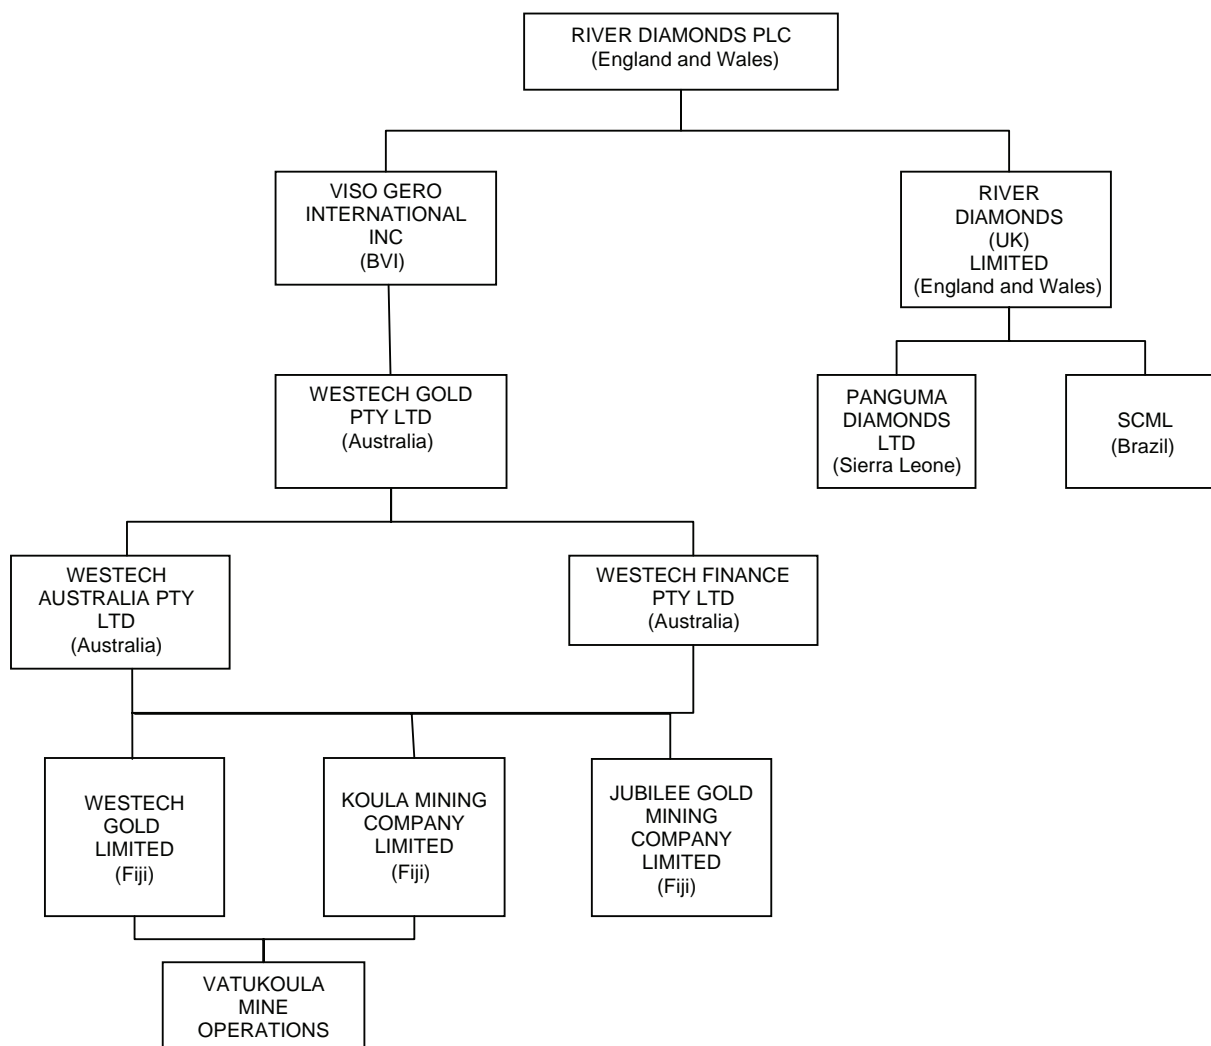 RIVER DIAMONDS PLC
(England and Wales)
VISO GERO
INTERNATIONAL
INC
(BVI)
RIVER
DIAMONDS
(UK)
LIMITED
(England and Wales)
WESTECH GOLD
PTY LTD
(Australia)
PANGUMA
DIAMONDS
LTD
(Sierra Leone)
SCML
(Brazil)
WESTECH
AUSTRALIA PTY
LTD
(Australia)
WESTECH FINANCE
PTY LTD
(Australia)
WESTECH
GOLD
LIMITED
(Fiji)
KOULA MINING
COMPANY
LIMITED
(Fiji)
JUBILEE GOLD
MINING
COMPANY
LIMITED
(Fiji)
VATUKOULA
MINE
OPERATIONS